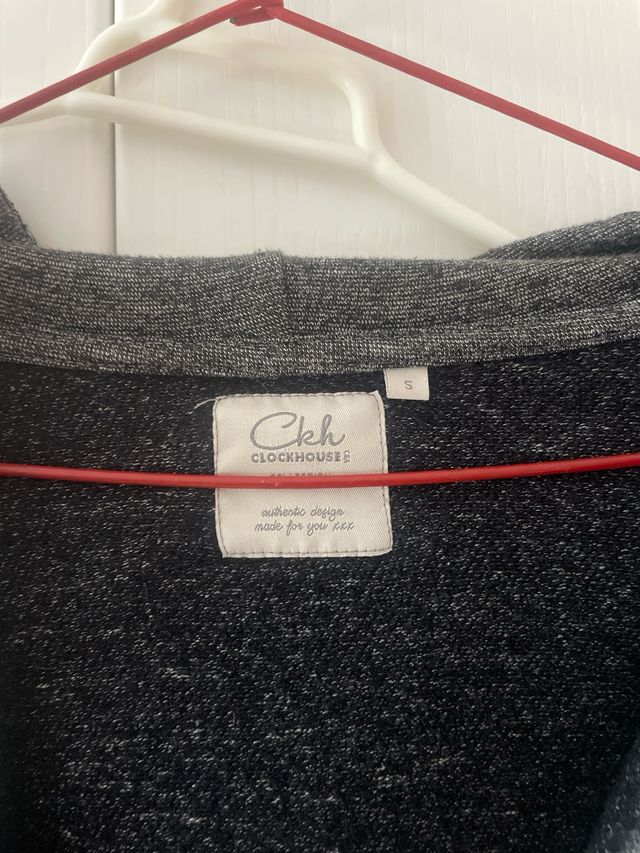 S
Ckh
CLOCKHOUSE
authentic design
made for you xxx